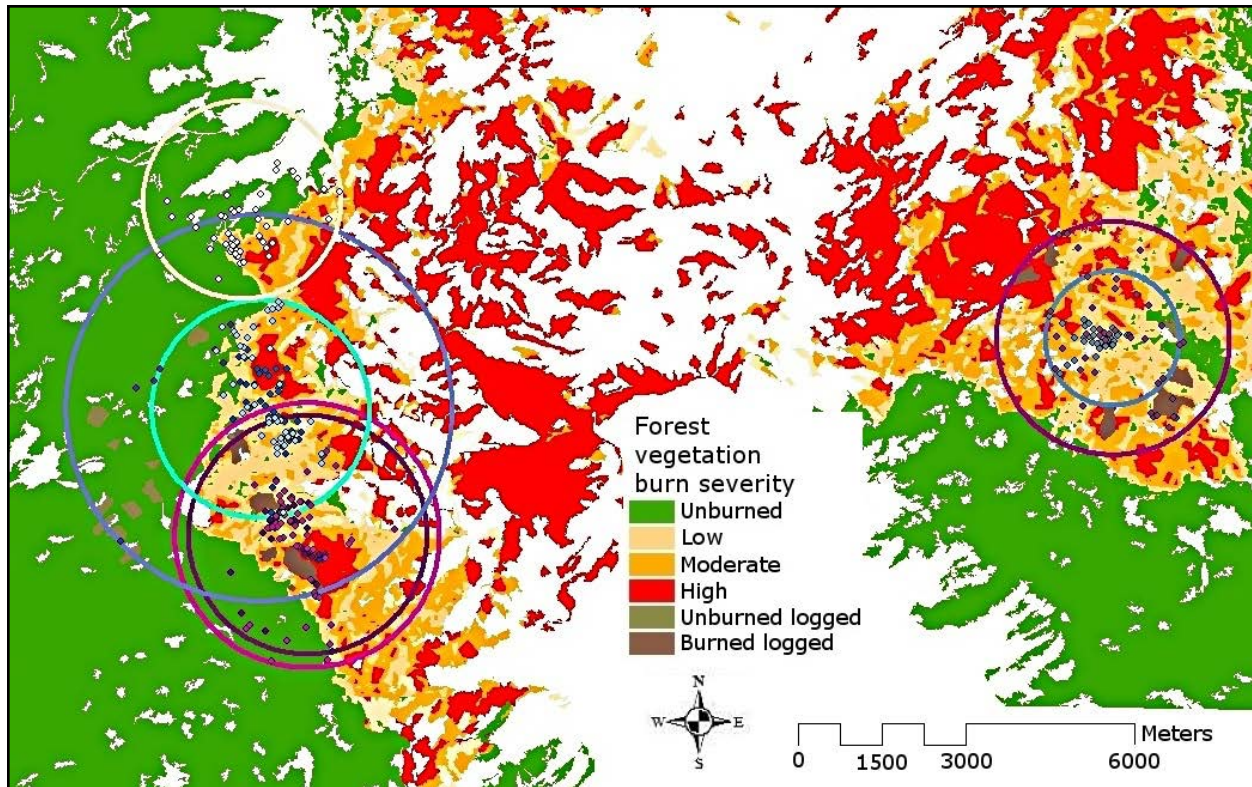 Forest
vegetation
burn severity
Unburned
Low
Moderate
High
Unburned logged
Burned logged
N
W E
S
Meters
0 1500 3000 6000